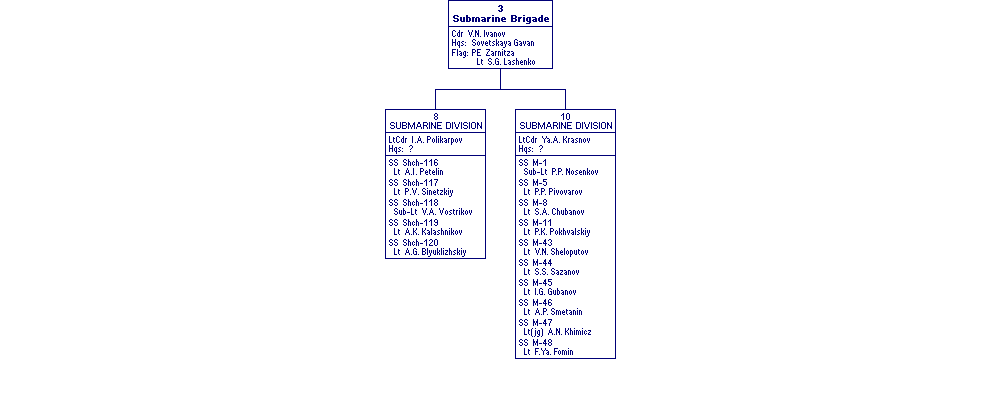 3
Submarine Brigade
Cdr V.N. Ivanov
Hqs: Sovetskaya Gavan
Flag: PE Zarnitza
Lt S.G. Lashenko
8
SUBMARINE DIVISION
LtCdr I.A. Polikarpov
Hqs: ?
SS Shch-116
Lt A.I. Petelin
SS Shch-117
Lt P.V. Sinetzkiy
SS Shch-118
Sub-Lt V.A. Vostrikov
SS Shch-119
Lt A.K. Kalashnikov
SS Shch-120
Lt A.G. Blyuklizhskiy
10
SUBMARINE DIVISION
LtCdr Ya.A. Krasnov
Hqs: ?
SS M-1
Sub-Lt P.P. Nosenkov
SS M-5
Lt P.P. Pivovarov
SS M-8
Lt S.A. Chubanov
SS M-11
Lt P.K. Pokhvalskiy
SS M-43
Lt V.N. Sheloputov
SS M-44
Lt S.S. Sazanov
SS M-45
Lt I.G. Gubanov
SS M-46
Lt A.P. Smetanin
SS M-47
Lt(jg) A.N. Khimicz
SS M-48
Lt F.Ya. Fomin